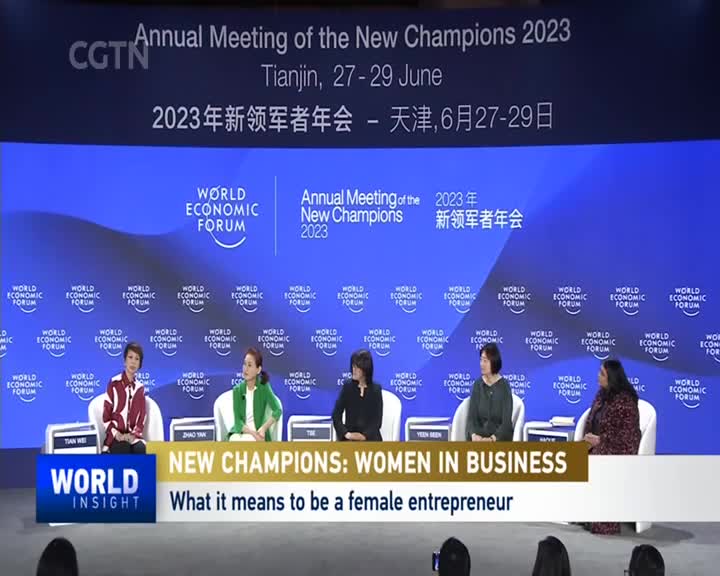 CGTN
Annual Meeting of the New Champions 2023
Tianjin, 27-29 June
2023年新领军者年会 – 天津,6月27-29日
WORLD
ECONOMIC
FORUM
Annual Meeting of the
New Champions
2023
2023年
新领军者年会
TIAN WEI
ZHAO YAN
TSE
YEEN SEEN
WORLD
INSIGHT
NEW CHAMPIONS: WOMEN IN BUSINESS
What it means to be a female entrepreneur